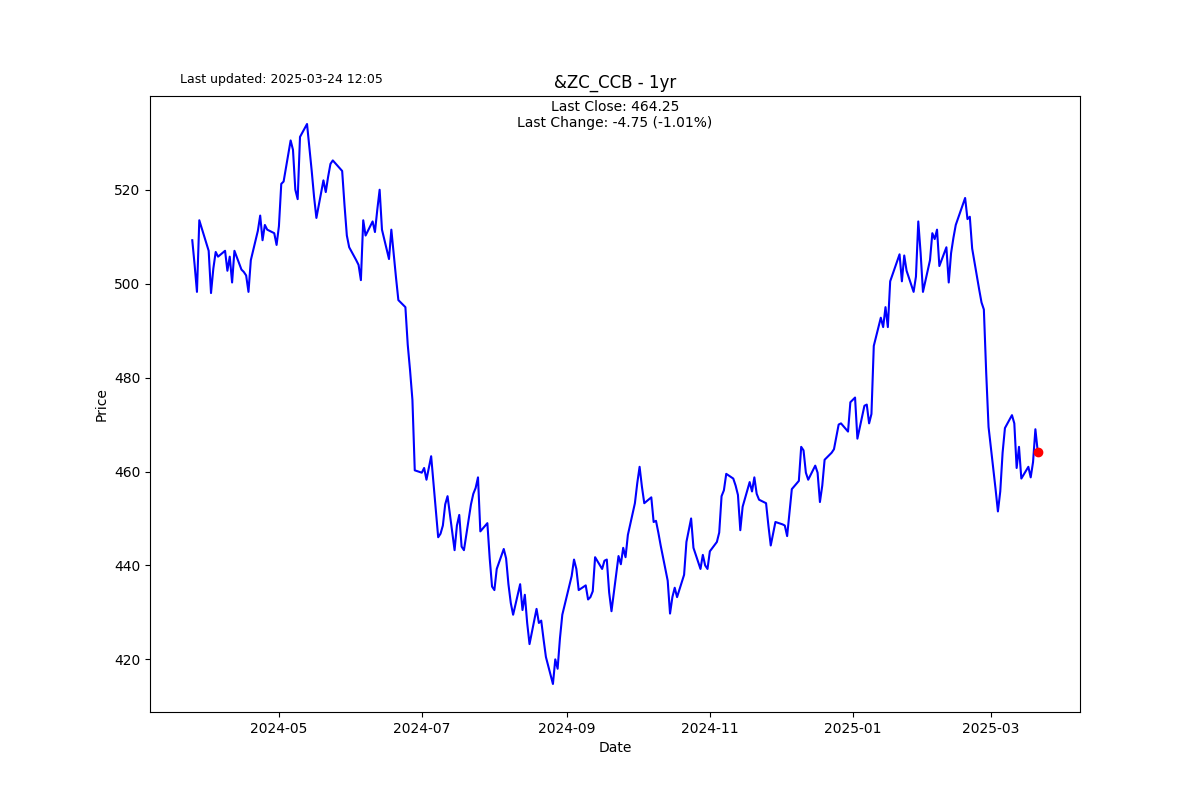 Last updated: 2025-03-24 12:05
&ZC_CCB - 1yr
Last Close: 464.25
Last Change: -4.75 (-1.01%)
520
500
480
460
440
420
Price
2024-05
2024-07
2024-09
2024-11
2025-01
2025-03
Date